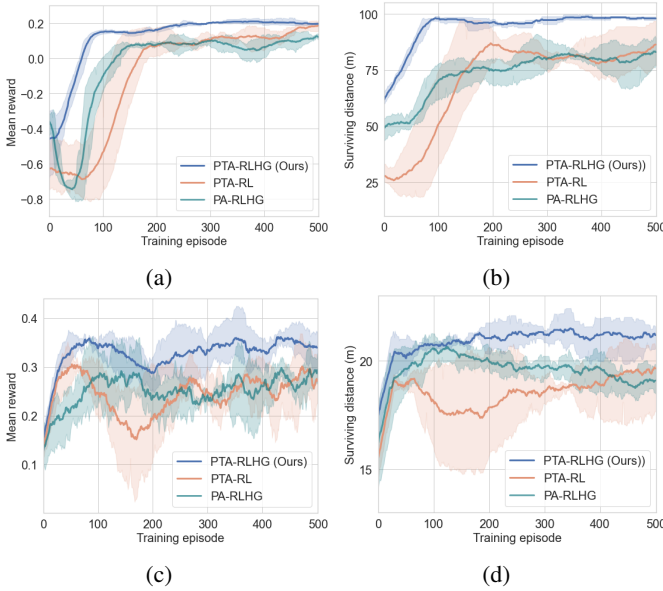 0.2
0.0
−0.2
−0.4
−0.6
−0.8
Mean reward
PTA-RLHG (Ours)
PTA-RL
PA-RLHG
0 100 200 300 400 500
Training episode
(a)
100
75
50
25
Surviving distance (m)
PTA-RLHG (Ours))
PTA-RL
PA-RLHG
0 100 200 300 400 500
Training episode
(b)
0.4
0.3
0.2
0.1
Mean reward
PTA-RLHG (Ours)
PTA-RL
PA-RLHG
0 100 200 300 400 500
Training episode
(c)
20
15
Surviving distance (m)
PTA-RLHG (Ours))
PTA-RL
PA-RLHG
0 100 200 300 400 500
Training episode
(d)